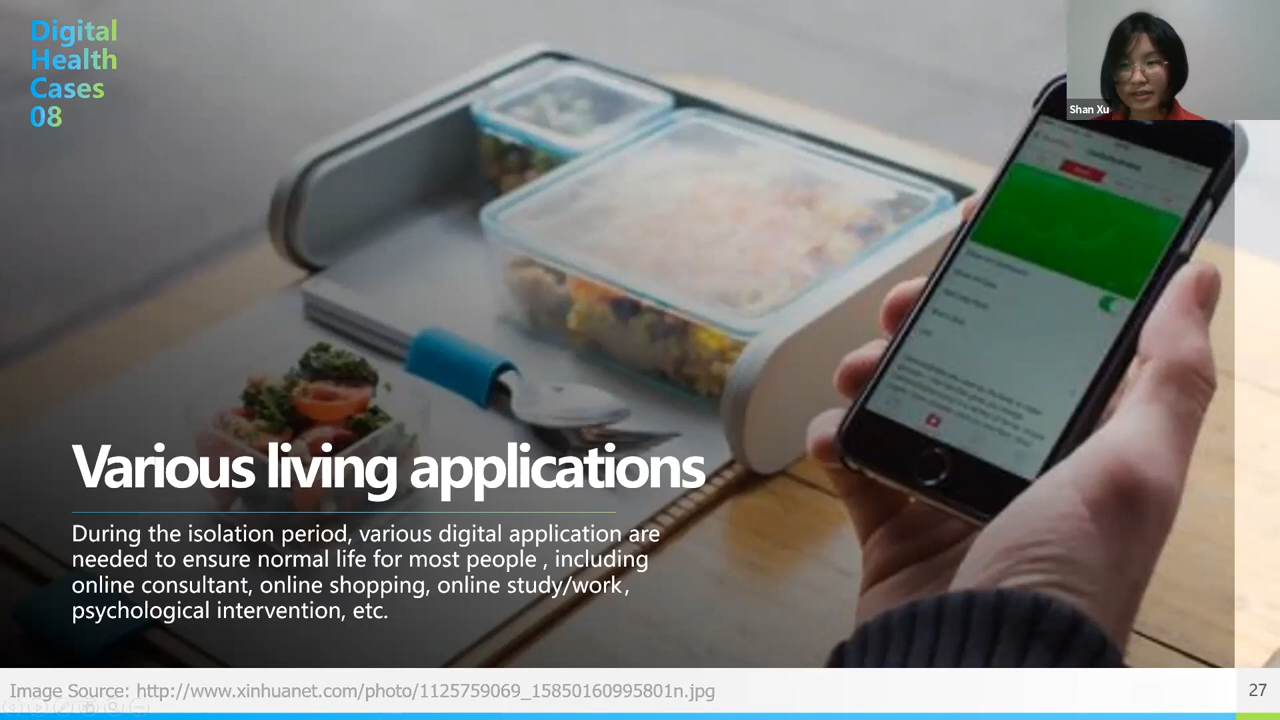 Digital
Health
Cases
08
Shan Xu
Various living applications
During the isolation period, various digital application are
needed to ensure normal life for most people , including
online consultant, online shopping, online study/work,
psychological intervention, etc.
Image Source: http://www.xinhuanet.com/photo/1125759069_15850160995801n.jpg
27